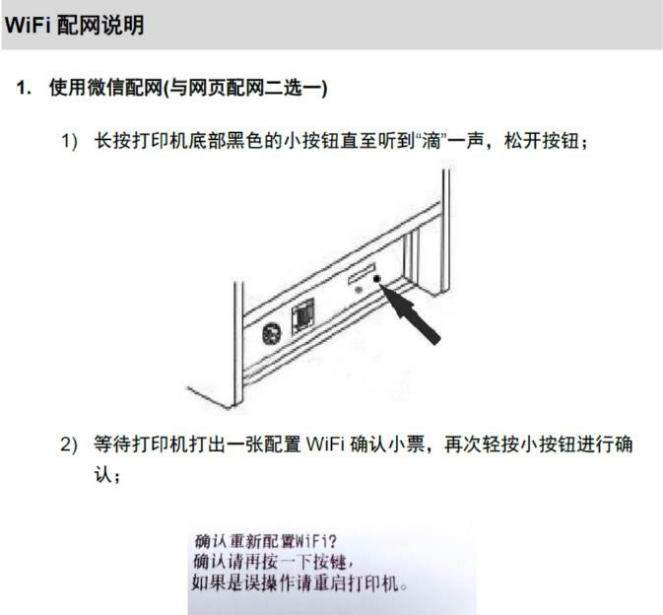 WiFi 配网说明
1. 使用微信配网(与网页配网二选一)
1) 长按打印机底部黑色的小按钮直至听到“滴”一声，松开按钮；
2) 等待打印机打出一张配置 WiFi 确认小票，再次轻按小按钮进行确
认；
确认重新配置WiFi?
确认请再按一下按键，
如果是误操作请重启打印机。